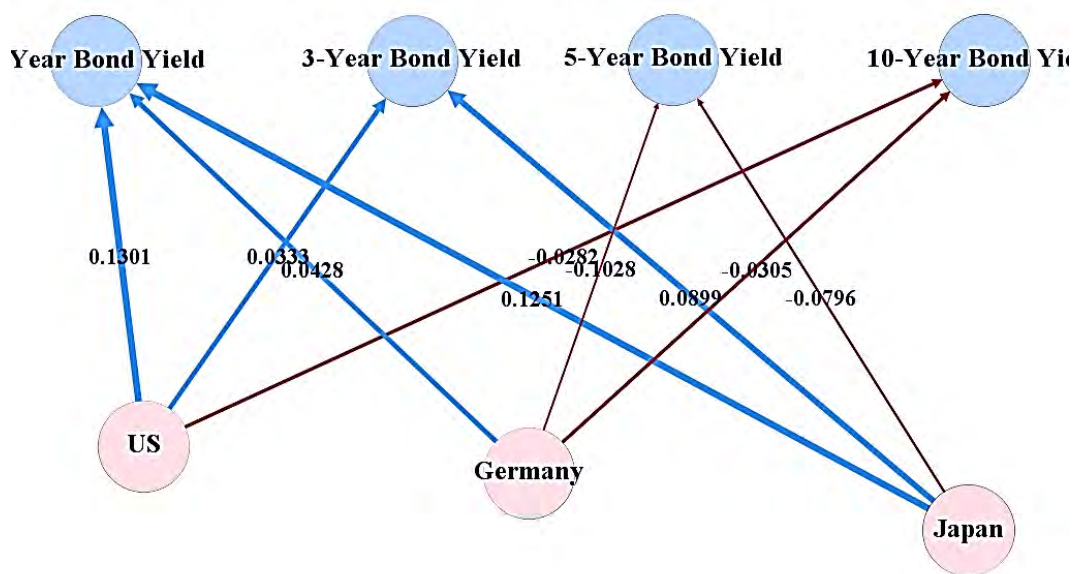 Year Bond Yield
3-Year Bond Yield
5-Year Bond Yield
10-Year Bond Yie
0.1301
0.0333
0.0428
-0.0282
-0.1028
0.1251
0.0899
-0.0305
-0.0796
US
Germany
Japan